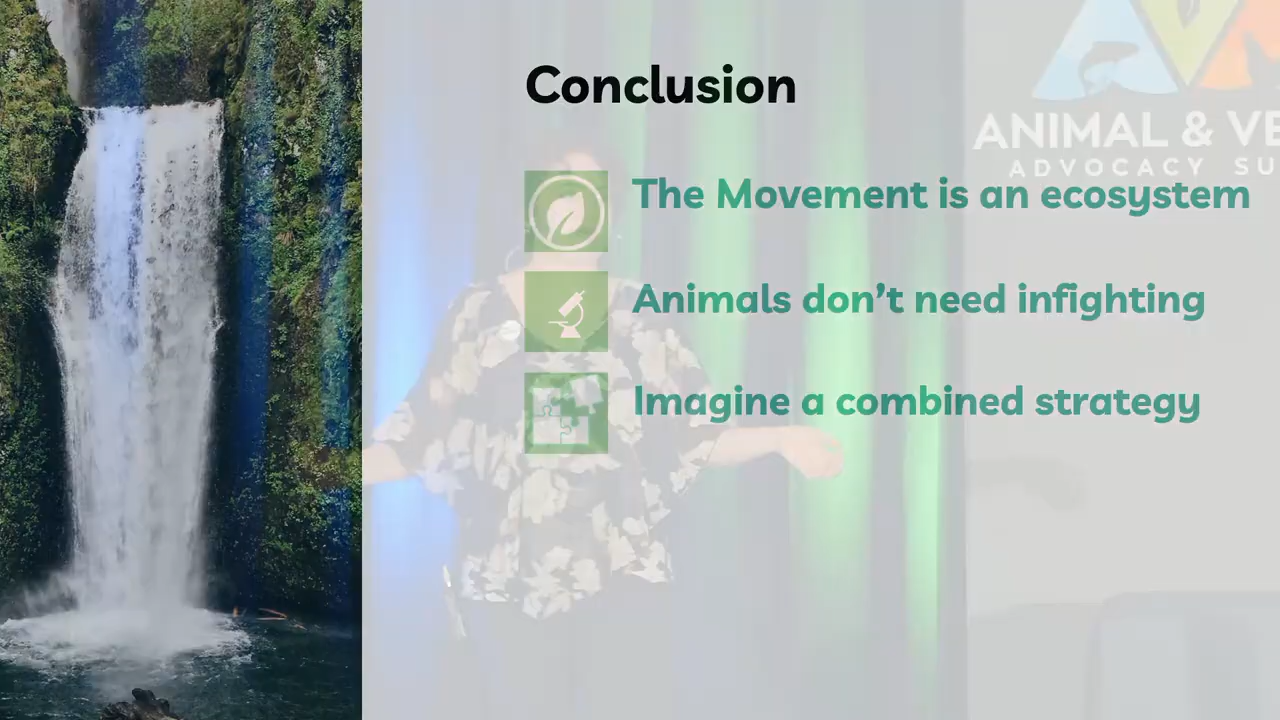 Conclusion
ANIMAL & VE
ADVOCACY SU
The Movement is an ecosystem
Animals don't need infighting
Imagine a combined strategy